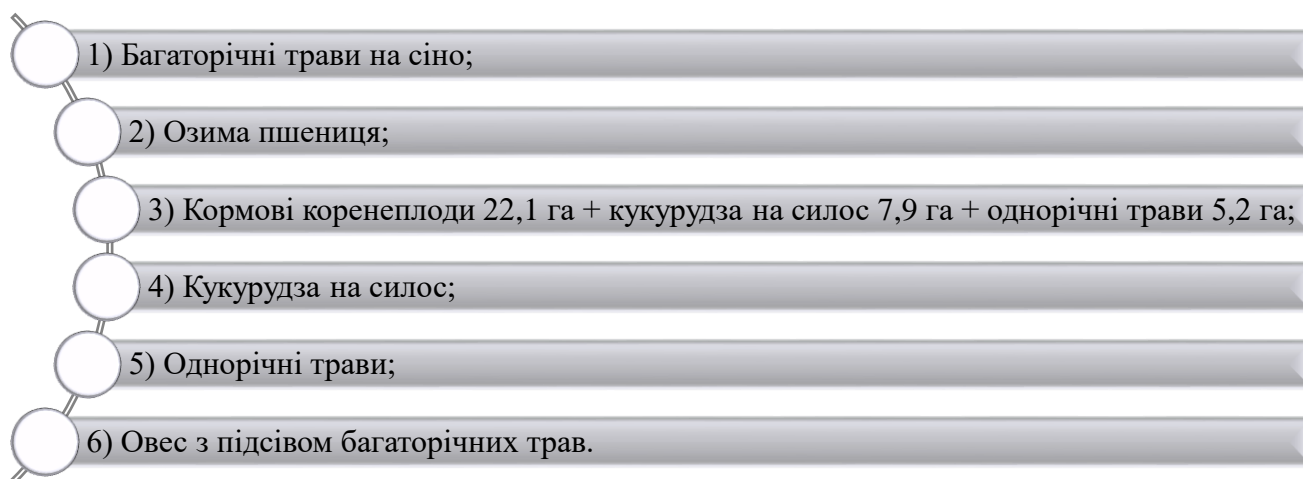 1) Багаторічні трави на сіно;
2) Озима пшениця;
3) Кормові коренеплоди 22,1 га + кукурудза на силос 7,9 га + однорічні трави 5,2 га;
4) Кукурудза на силос;
5) Однорічні трави;
6) Овес з підсівом багаторічних трав.